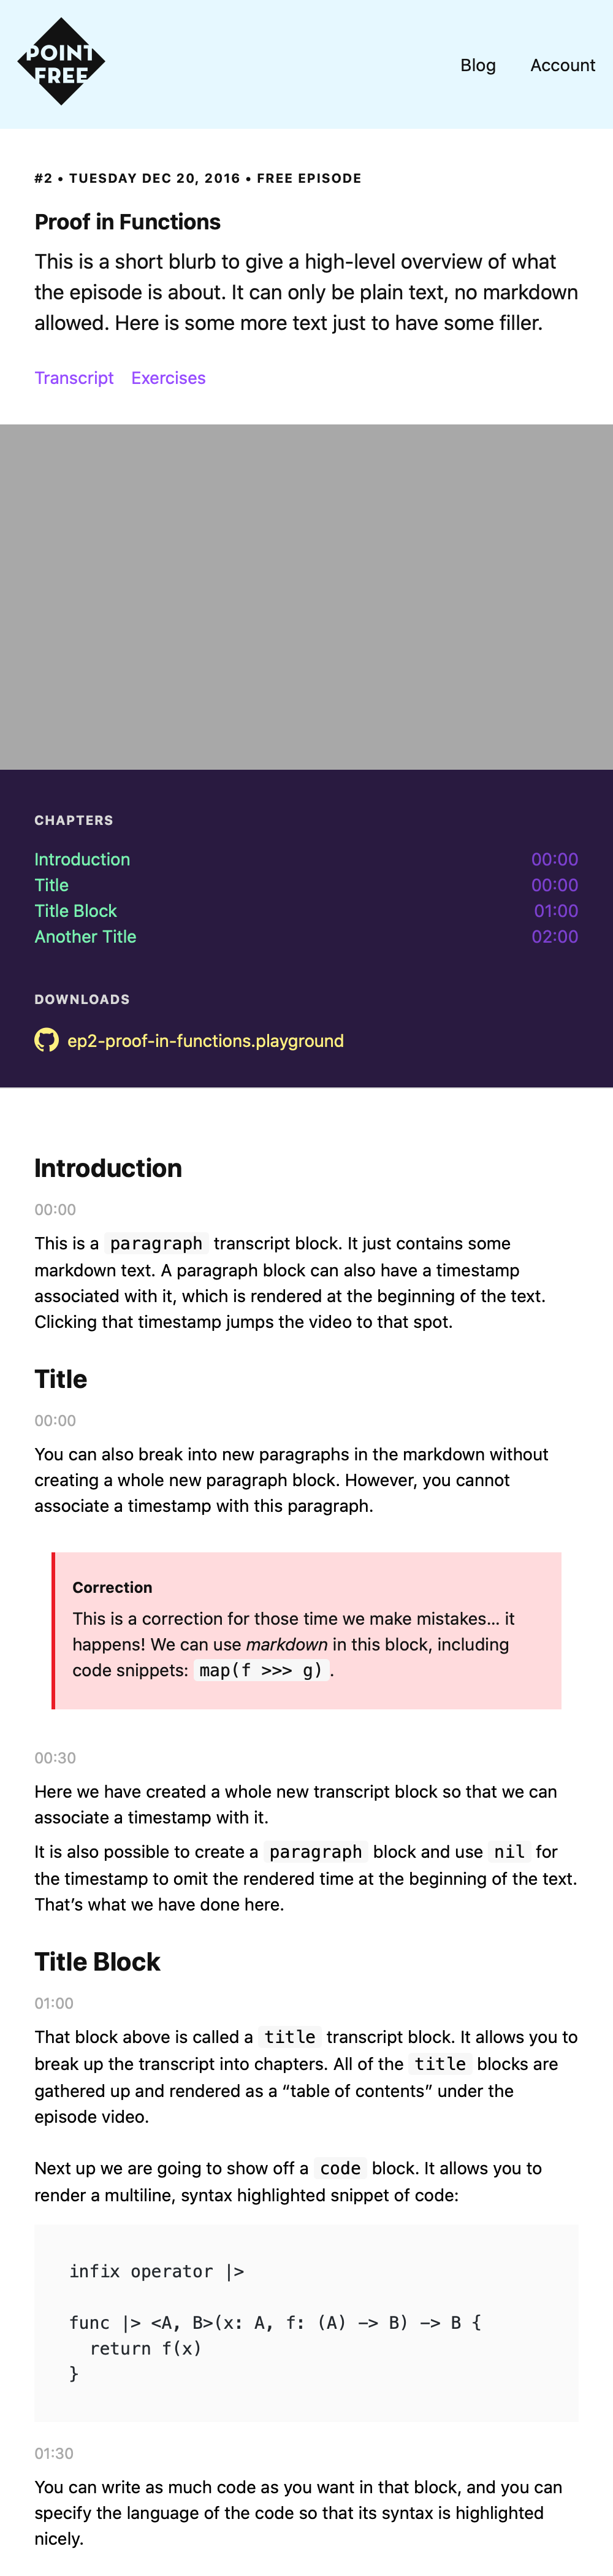 POINT
FREE
Blog Account
#2 • TUESDAY DEC 20, 2016 • FREE EPISODE
Proof in Functions
This is a short blurb to give a high-level overview of what
the episode is about. It can only be plain text, no markdown
allowed. Here is some more text just to have some filler.
Transcript Exercises
CHAPTERS
Introduction 00:00
Title 00:00
Title Block 01:00
Another Title 02:00
DOWNLOADS
ep2-proof-in-functions.playground
Introduction
00:00
This is a paragraph transcript block. It just contains some
markdown text. A paragraph block can also have a timestamp
associated with it, which is rendered at the beginning of the text.
Clicking that timestamp jumps the video to that spot.
Title
00:00
You can also break into new paragraphs in the markdown without
creating a whole new paragraph block. However, you cannot
associate a timestamp with this paragraph.
Correction
This is a correction for those time we make mistakes… it
happens! We can use markdown in this block, including
code snippets: map(f >>> g).
00:30
Here we have created a whole new transcript block so that we can
associate a timestamp with it.
It is also possible to create a paragraph block and use nil for
the timestamp to omit the rendered time at the beginning of the text.
That’s what we have done here.
Title Block
01:00
That block above is called a title transcript block. It allows you to
break up the transcript into chapters. All of the title blocks are
gathered up and rendered as a “table of contents” under the
episode video.
Next up we are going to show off a code block. It allows you to
render a multiline, syntax highlighted snippet of code:
infix operator |>
func |> <A, B>(x: A, f: (A) -> B) -> B {
  return f(x)
}
01:30
You can write as much code as you want in that block, and you can
specify the language of the code so that its syntax is highlighted
nicely.